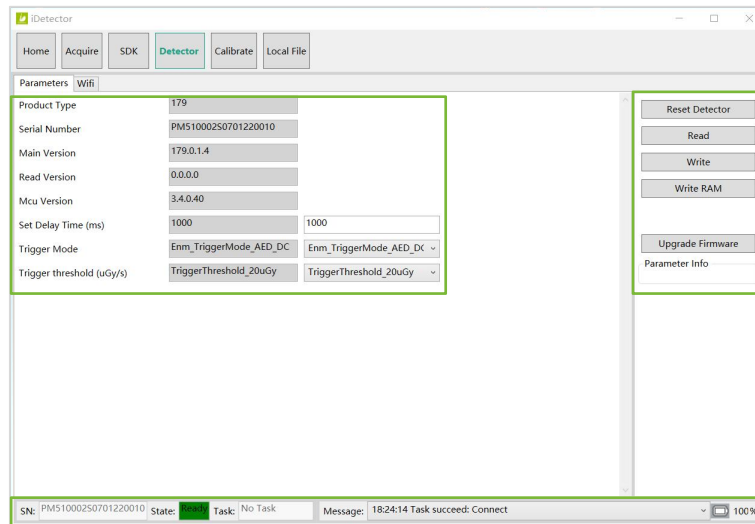 iDetector
Home Acquire SDK Detector Calibrate Local File
Parameters Wifi
Product Type 179
Serial Number PM510002S0701220010
Main Version 179.0.1.4
Read Version 0.0.0.0
Mcu Version 3.4.0.40
Set Delay Time (ms) 1000 1000
Trigger Mode Enm_TriggerMode_AED_DC Enm_TriggerMode_AED_DC
Trigger threshold (uGy/s) TriggerThreshold_20uGy TriggerThreshold_20uGy
Reset Detector
Read
Write
Write RAM
Upgrade Firmware
Parameter Info
SN: PM510002S0701220010 State: Ready Task: No Task Message: 18:24:14 Task succeed: Connect 100%